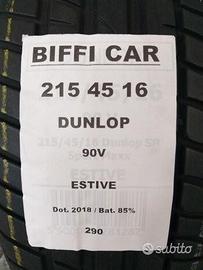 BIFFI CAR
215 45 16
DUNLOP
90V
ESTIVE
Dot. 2018 / Bat. 85%
290
subito